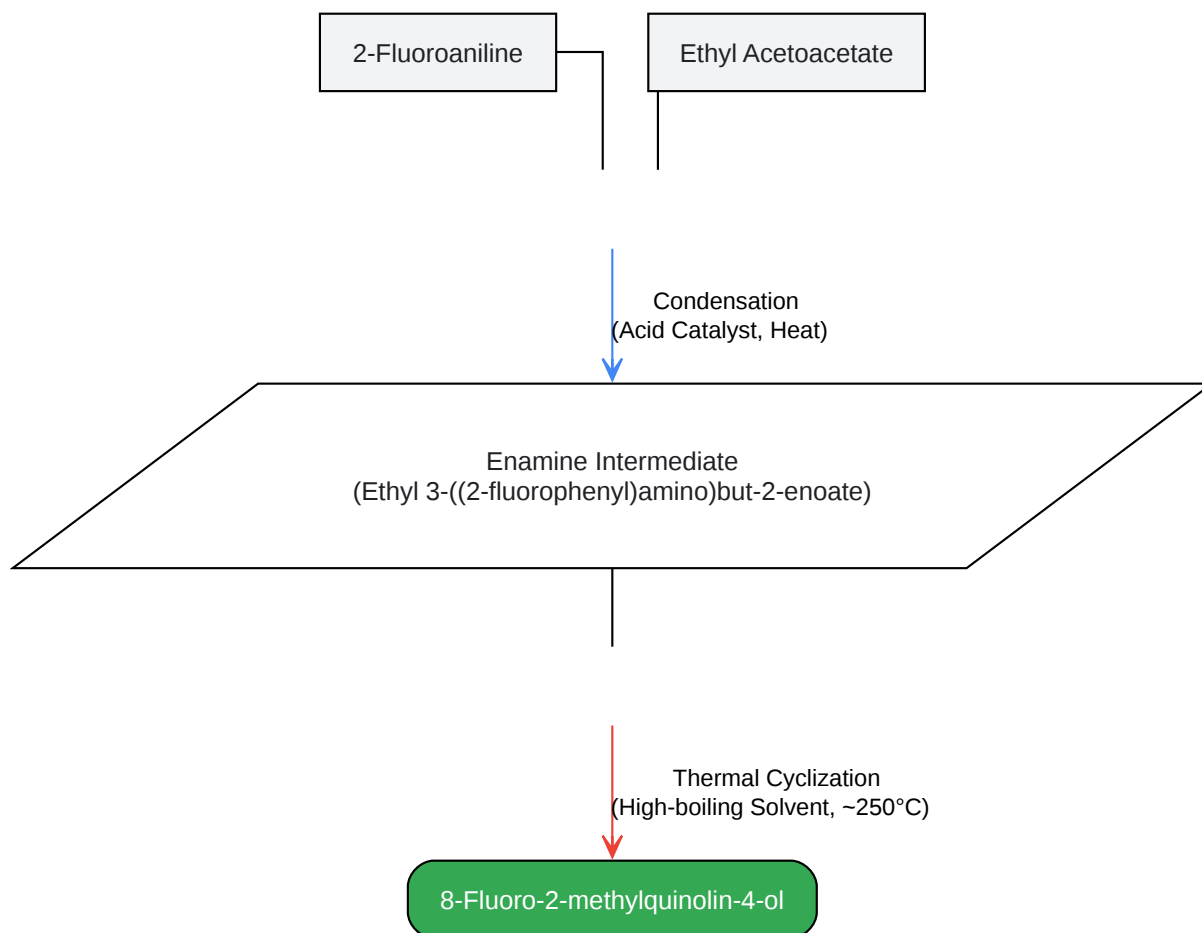 2-Fluoroaniline
Ethyl Acetoacetate
Condensation
(Acid Catalyst, Heat)
Enamine Intermediate
(Ethyl 3-((2-fluorophenyl)amino)but-2-enoate)
Thermal Cyclization
(High-boiling Solvent, ~250°C)
8-Fluoro-2-methylquinolin-4-ol